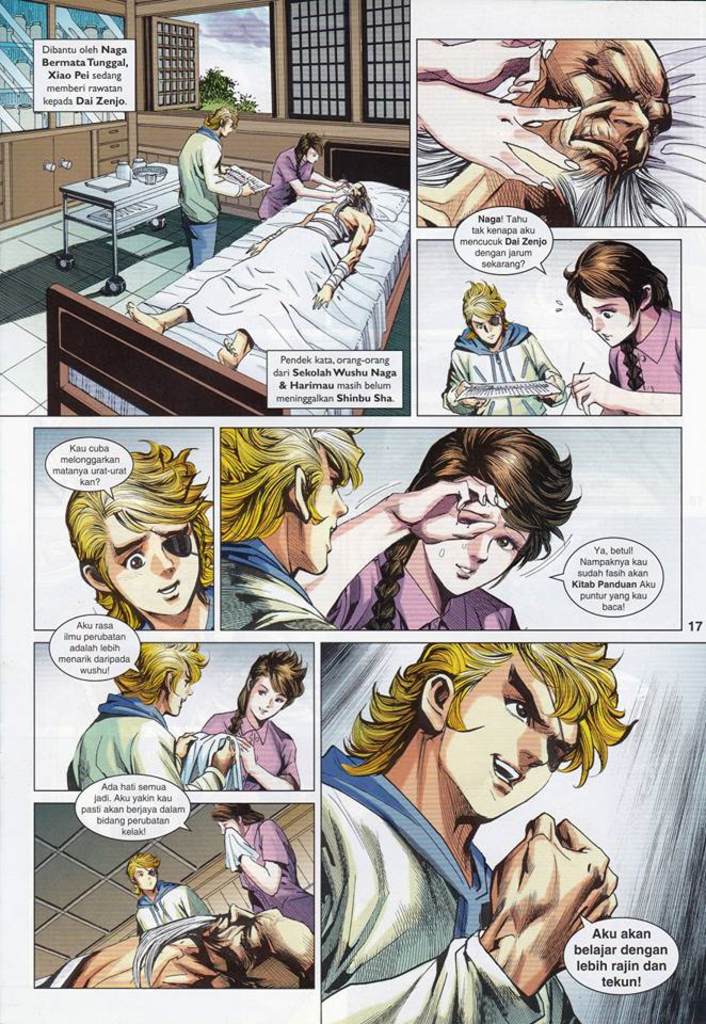 Dibantu oleh Naga
Bermata Tunggal,
Xiao Pei sedang
memberi rawatan
kepada Dai Zenjo.
Pendek kata, orang-orang
dari Sekolah Wushu Naga
& Harimau masih belum
meninggalkan Shinbu Sha.
Naga! Tahu
tak kenapa aku
mencucuk Dai Zenjo
dengan jarum
sekarang?
Kau cuba
melonggarkan
matanya urat-urat
kan?
Ya, betul!
Nampaknya kau
sudah fasih akan
Kitab Panduan Aku
puntur yang kau
baca!
17
Aku rasa
ilmu perubatan
adalah lebih
menarik daripada
wushu!
Ada hati semua
jadi. Aku yakin kau
pasti akan berjaya dalam
bidang perubatan
kelak!
Aku akan
belajar dengan
lebih rajin dan
tekun!